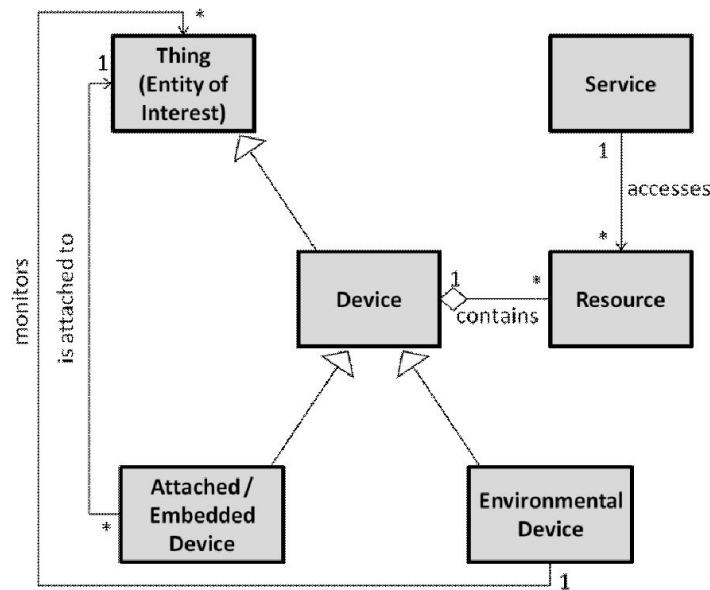 *
Thing
(Entity of
Interest)
1
Service
1
accesses
*
monitors
is attached to
Device
1
*
contains
Resource
Attached /
Embedded
Device
*
Environmental
Device
1